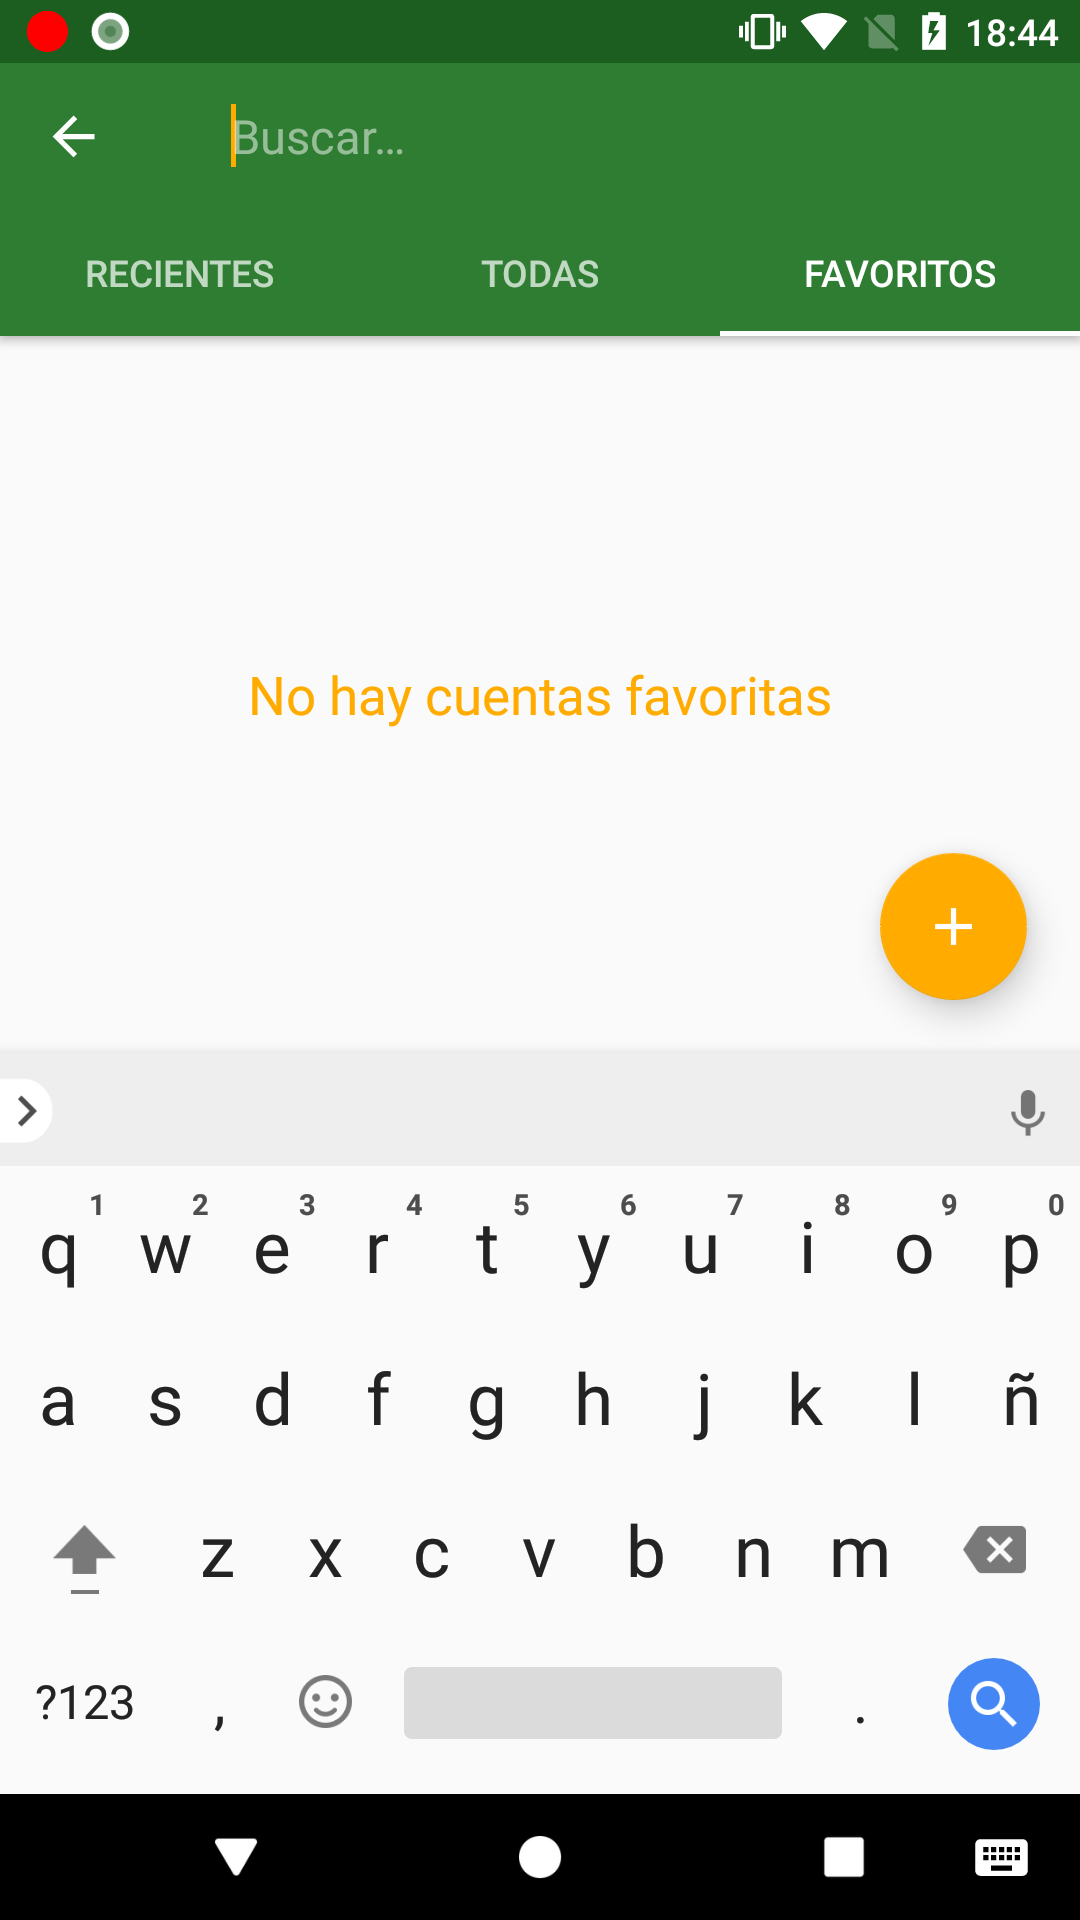 18:44
Buscar...
RECIENTES TODAS FAVORITOS
No hay cuentas favoritas
1 2 3 4 5 6 7 8 9 0
q w e r t y u i o p
a s d f g h j k l ñ
z x c v b n m
?123 , .